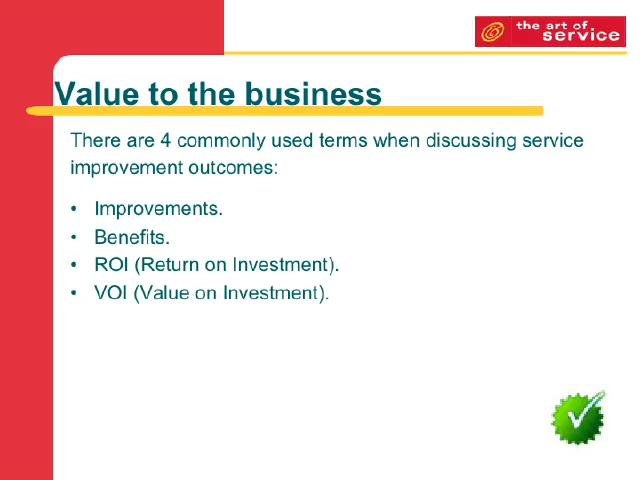 the art of
service
Value to the business
There are 4 commonly used terms when discussing service
improvement outcomes:
• Improvements.
• Benefits.
• ROI (Return on Investment).
• VOI (Value on Investment).